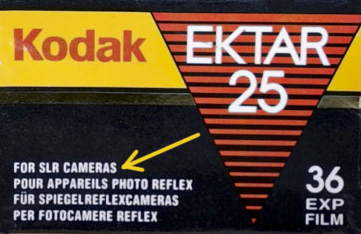 Kodak
EKTAR
25
FOR SLR CAMERAS
POUR APPAREILS PHOTO REFLEX
FÜR SPIEGELREFLEXCAMERAS
PER FOTOCAMERE REFLEX
36
EXP
FILM